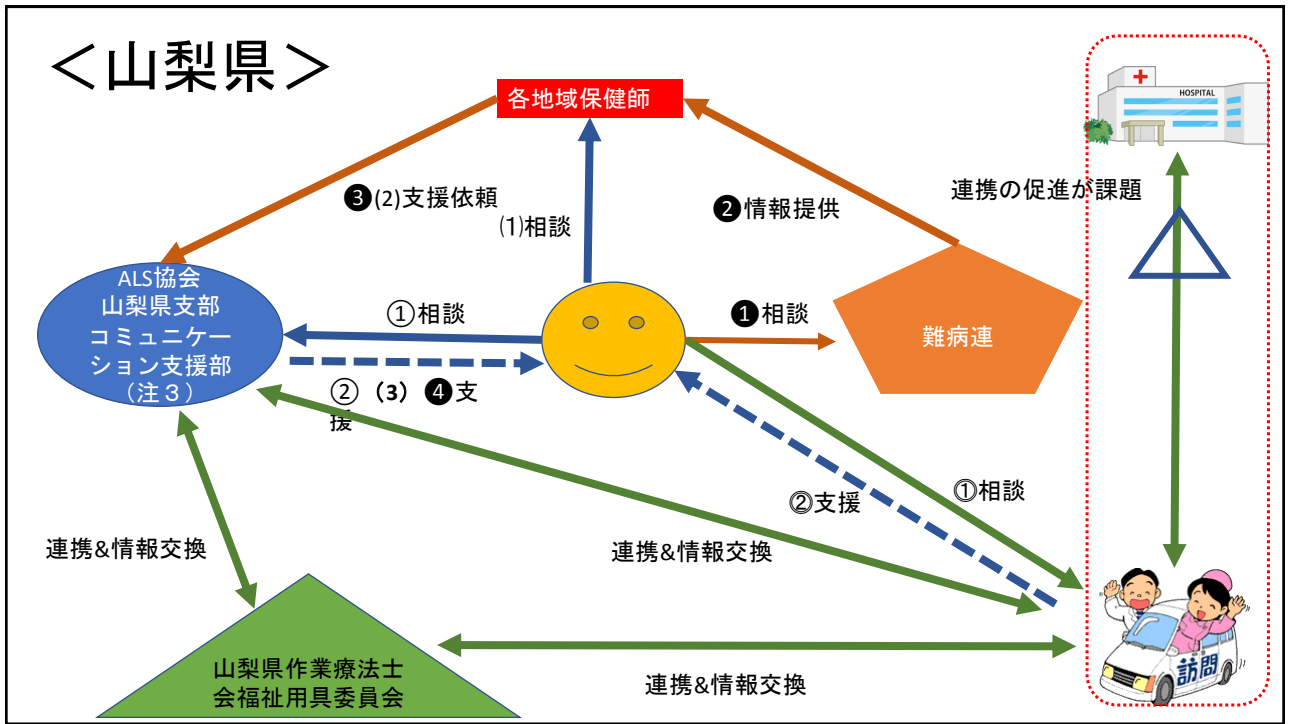 ＜山梨県＞
各地域保健師
HOSPITAL
連携の促進が課題
❸(2)支援依頼
⑴相談
❷情報提供
ALS協会
山梨県支部
コミュニケー
ション支援部
（注３）
①相談
❶相談
難病連
②（3）❹支
援
①相談
②支援
連携&情報交換
連携&情報交換
訪問
山梨県作業療法士
会福祉用具委員会
連携&情報交換